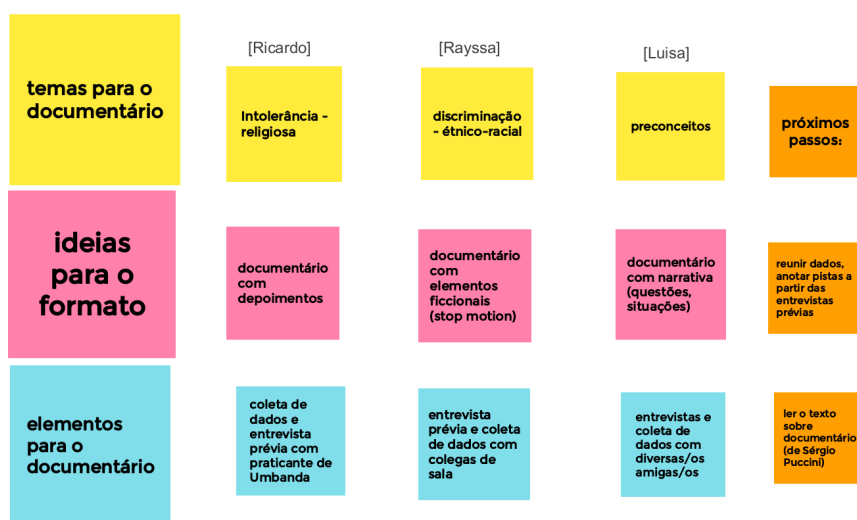 [Ricardo]
[Rayssa]
[Luisa]
temas para o
documentário
Intolerância -
religiosa
discriminação
- étnico-racial
preconceitos
próximos
passos:
ideias
para o
formato
documentário
com
depoimentos
documentário
com
elementos
ficcionais
(stop motion)
documentário
com narrativa
(questões,
situações)
reunir dados,
anotar pistas a
partir das
entrevistas
prévias
elementos
para o
documentário
coleta de
dados e
entrevista
prévia com
praticante de
Umbanda
entrevista
prévia e coleta
de dados com
colegas de
sala
entrevistas e
coleta de
dados com
diversas/os
amigas/os
ler o texto
sobre
documentário
(de Sérgio
Puccini)